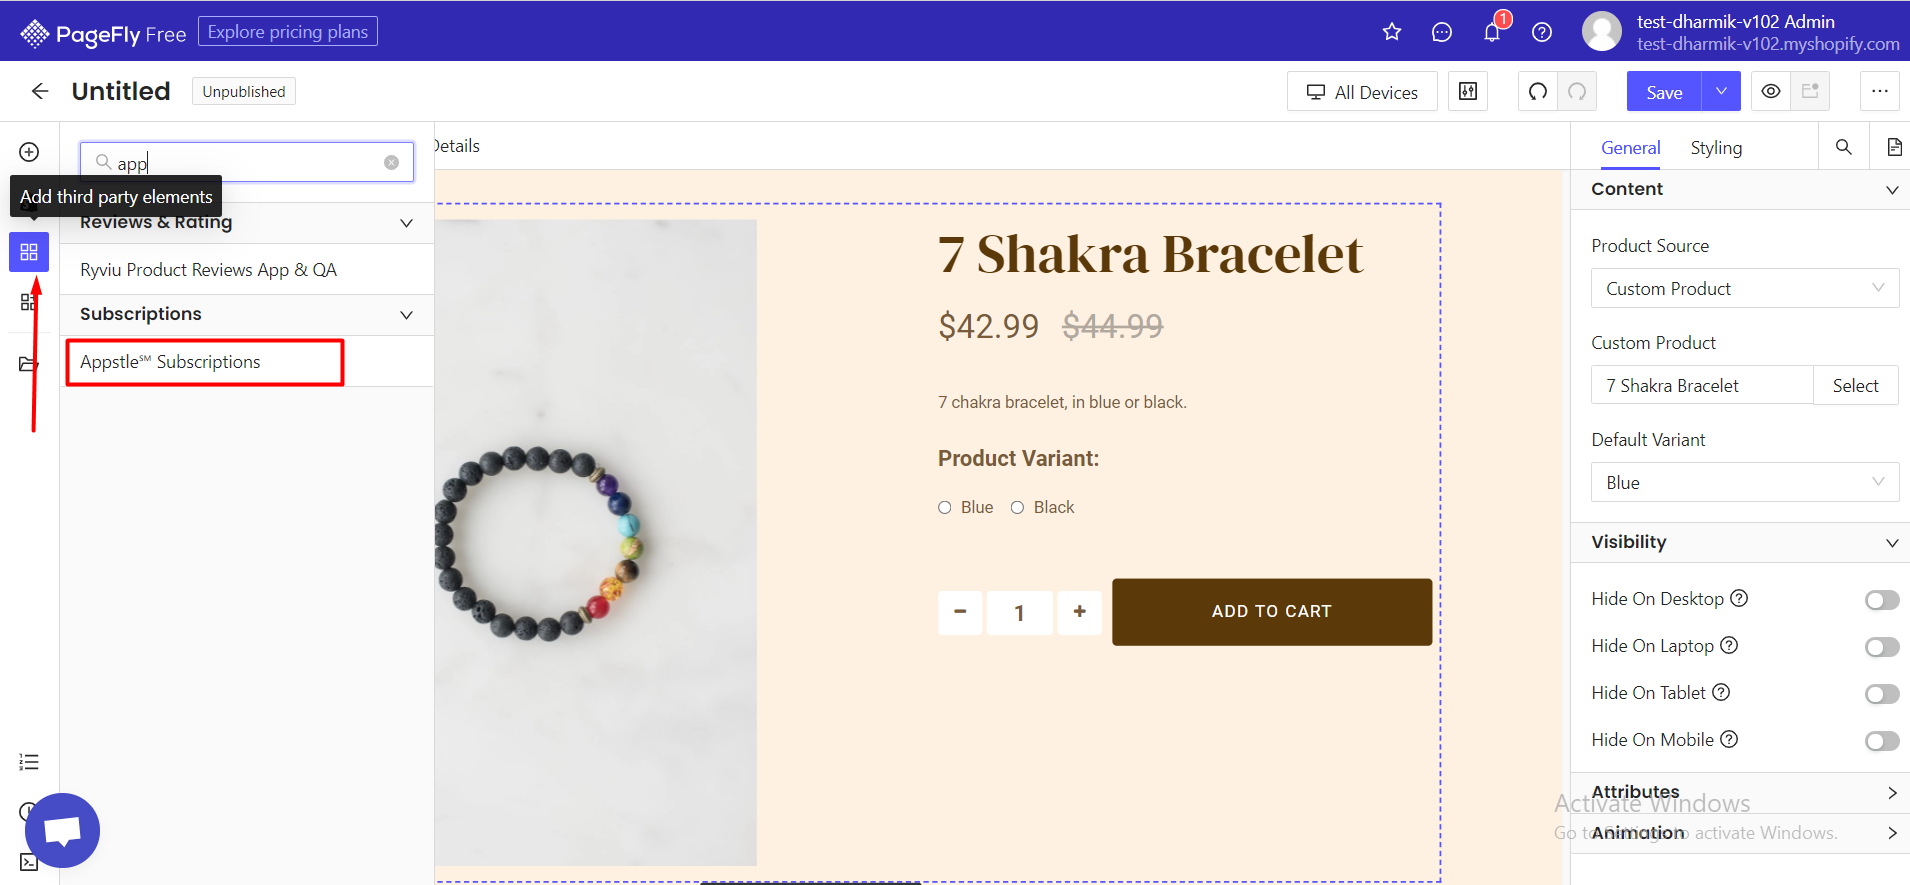 PageFly Free
Explore pricing plans
1
test-dharmik-v102 Admin
test-dharmik-v102.myshopify.com
Untitled
Unpublished
All Devices
Save
app
Details
General
Styling
Add third party elements
Content
Reviews & Rating
Ryviu Product Reviews App & QA
Subscriptions
Appstle℠ Subscriptions
7 Shakra Bracelet
$42.99 $44.99
7 chakra bracelet, in blue or black.
Product Variant:
Blue
Black
1
ADD TO CART
Product Source
Custom Product
Custom Product
7 Shakra Bracelet
Select
Default Variant
Blue
Visibility
Hide On Desktop
Hide On Laptop
Hide On Tablet
Hide On Mobile
Attributes
Animation
Activate Windows
Go to Settings to activate Windows.